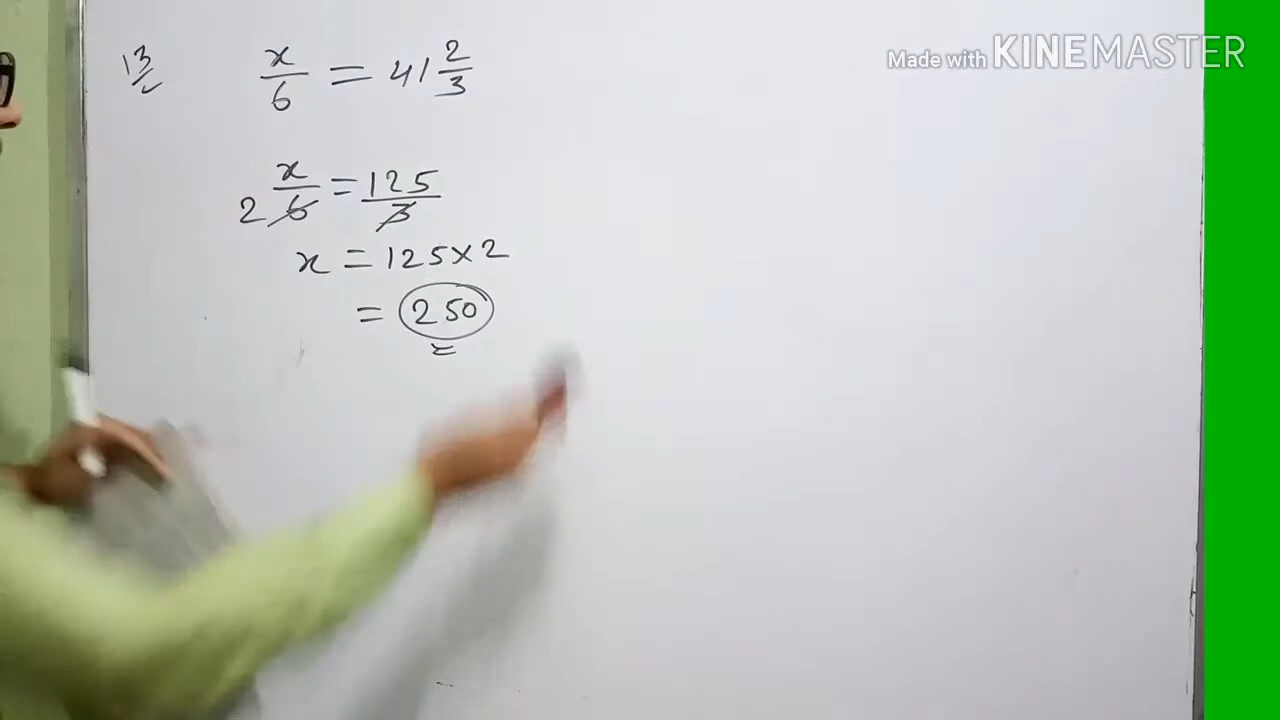 Made with KINEMASTER
13 x/6 = 41 2/3
2 x/6 = 125/3
x = 125 x 2
= 250